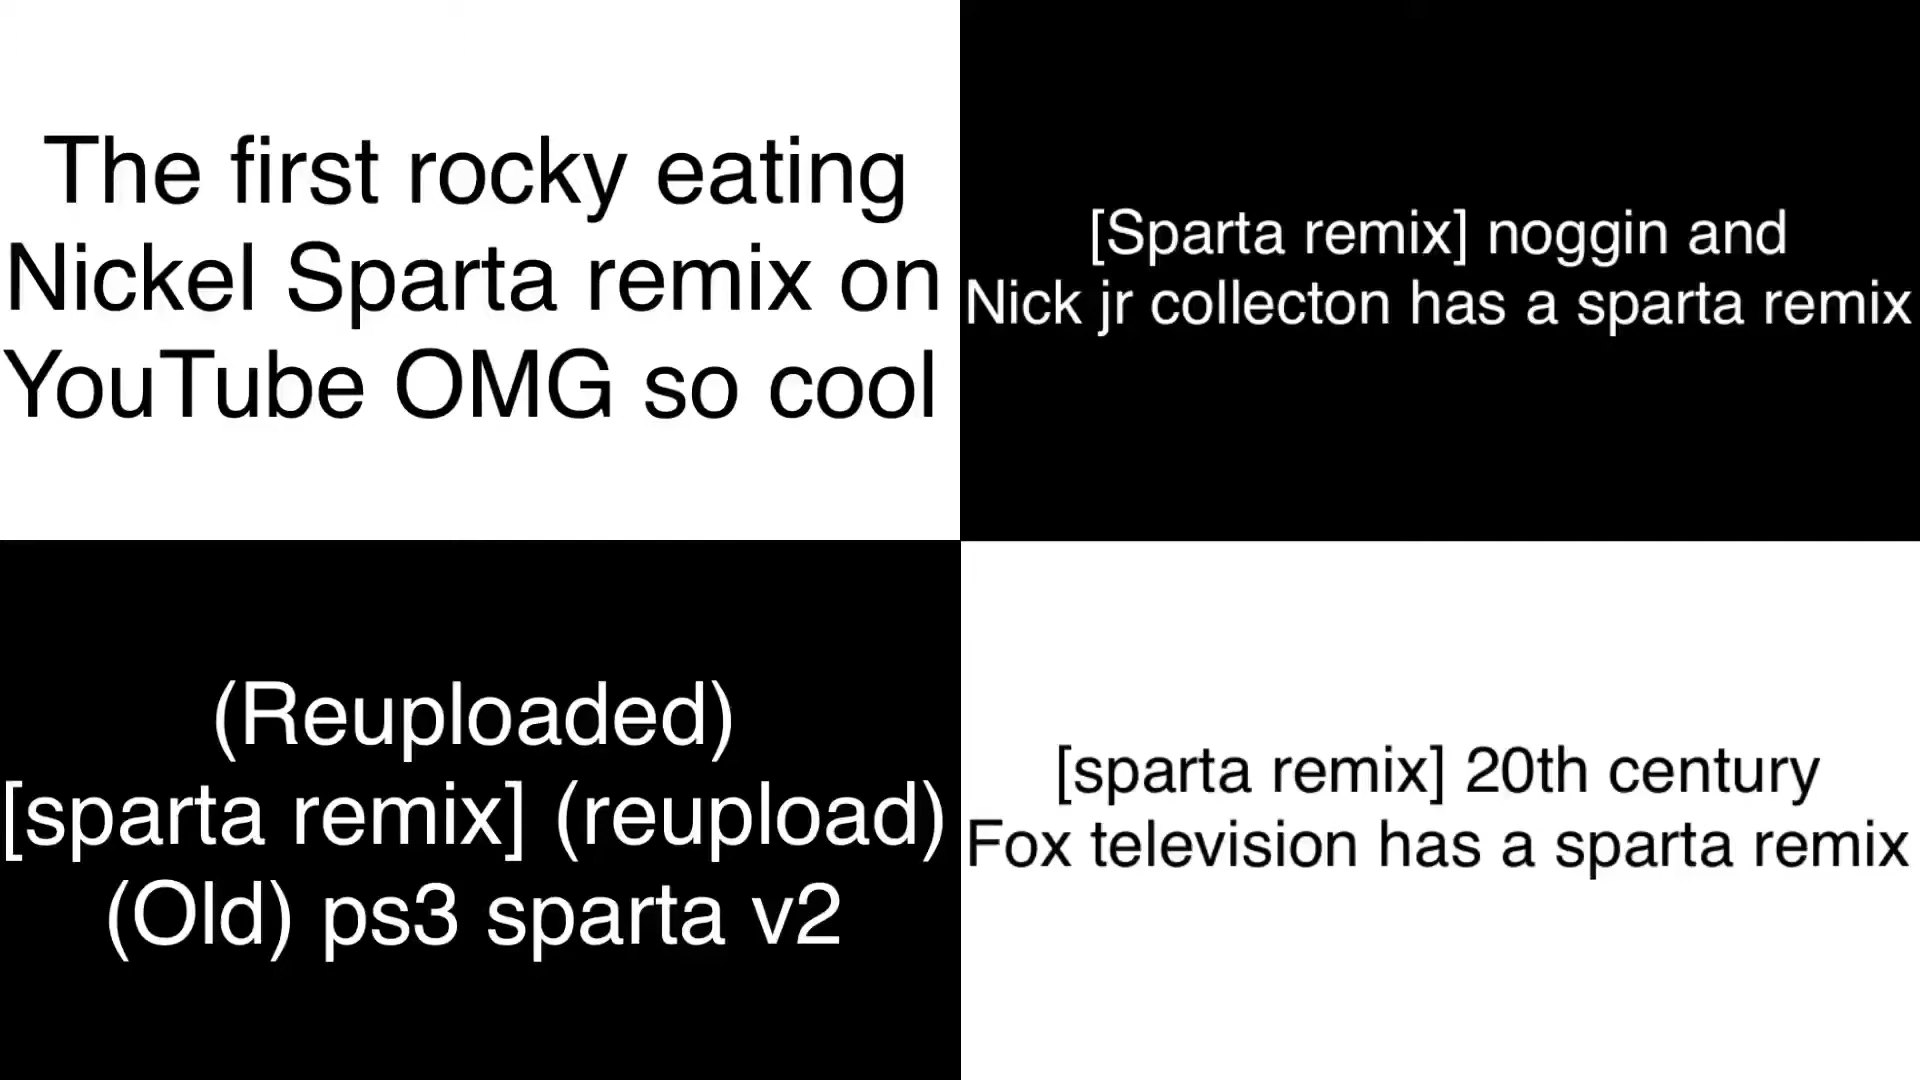 The first rocky eating
Nickel Sparta remix on
YouTube OMG so cool
[Sparta remix] noggin and
Nick jr collecton has a sparta remix
(Reuploaded)
[sparta remix] (reupload)
(Old) ps3 sparta v2
[sparta remix] 20th century
Fox television has a sparta remix